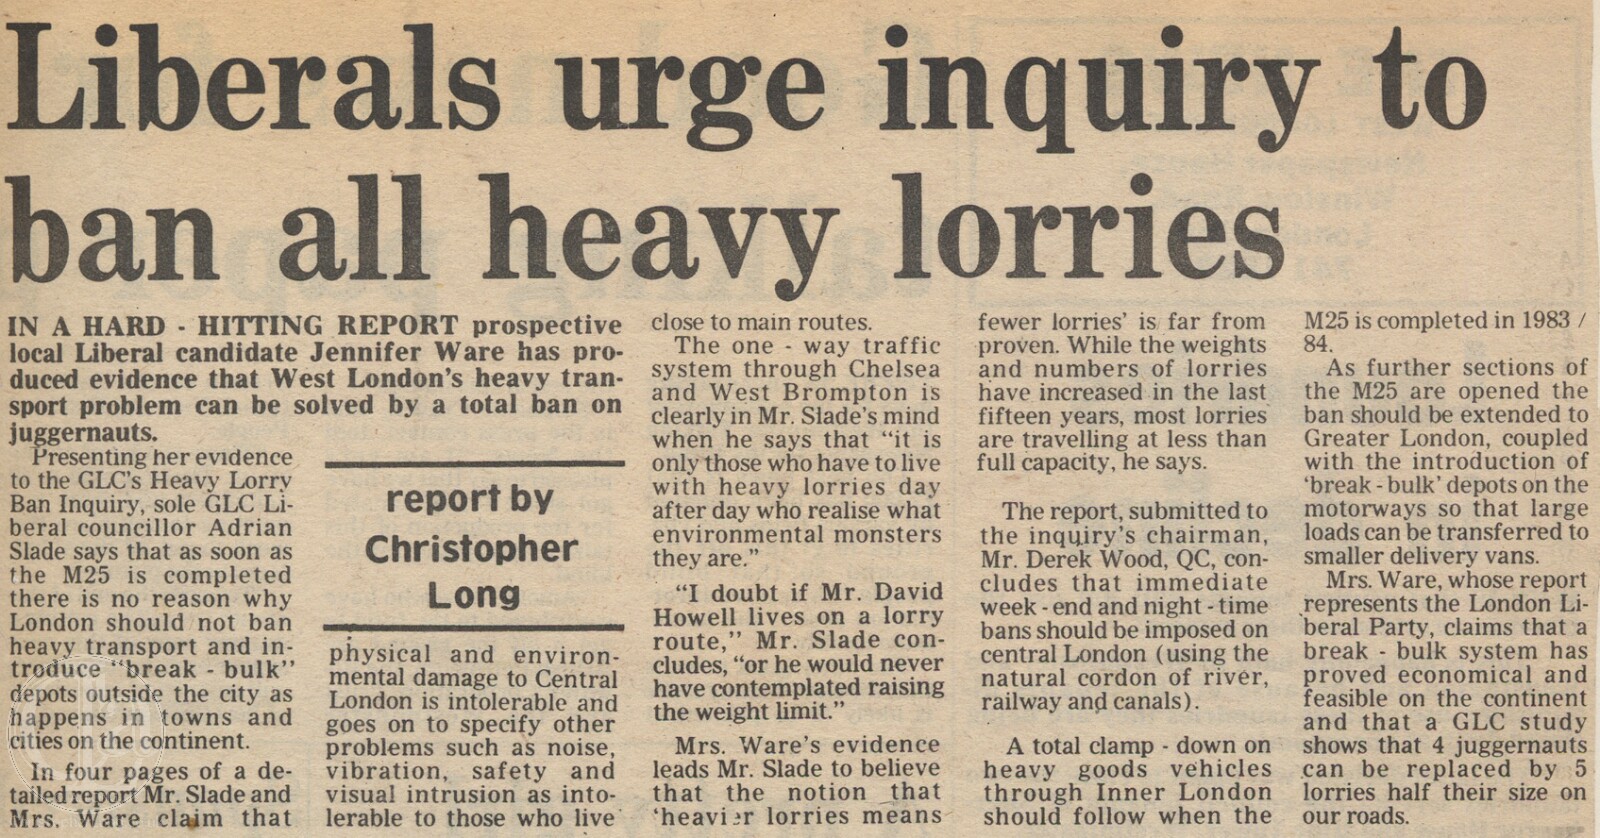 Liberals urge inquiry to
ban all heavy lorries
IN A HARD - HITTING REPORT prospective
local Liberal candidate Jennifer Ware has pro-
duced evidence that West London's heavy tran-
sport problem can be solved by a total ban on
juggernauts.
Presenting her evidence
to the GLC's Heavy Lorry
Ban Inquiry, sole GLC Li-
beral councillor Adrian
Slade says that as soon as
the M25 is completed
there is no reason why
London should not ban
heavy transport and in-
troduce "break - bulk"
depots outside the city as
happens in towns and
cities on the continent.
In four pages of a de-
tailed report Mr. Slade and
Mrs. Ware claim that
report by
Christopher
Long
physical and environ-
mental damage to Central
London is intolerable and
goes on to specify other
problems such as noise,
vibration, safety and
visual intrusion as into-
lerable to those who live
close to main routes.
The one - way traffic
system through Chelsea
and West Brompton is
clearly in Mr. Slade's mind
when he says that "it is
only those who have to live
with heavy lorries day
after day who realise what
environmental monsters
they are."
"I doubt if Mr. David
Howell lives on a lorry
route," Mr. Slade con-
cludes, "or he would never
have contemplated raising
the weight limit."
Mrs. Ware's evidence
leads Mr. Slade to believe
that the notion that
'heavier lorries means
fewer lorries' is far from
proven. While the weights
and numbers of lorries
have increased in the last
fifteen years, most lorries
are travelling at less than
full capacity, he says.
The report, submitted to
the inquiry's chairman,
Mr. Derek Wood, QC, con-
cludes that immediate
week - end and night - time
bans should be imposed on
central London (using the
natural cordon of river,
railway and canals).
A total clamp - down on
heavy goods vehicles
through Inner London
should follow when the
M25 is completed in 1983 /
84.
As further sections of
the M25 are opened the
ban should be extended to
Greater London, coupled
with the introduction of
'break - bulk' depots on the
motorways so that large
loads can be transferred to
smaller delivery vans.
Mrs. Ware, whose report
represents the London Li-
beral Party, claims that a
break - bulk system has
proved economical and
feasible on the continent
and that a GLC study
shows that 4 juggernauts
can be replaced by 5
lorries half their size on
our roads.